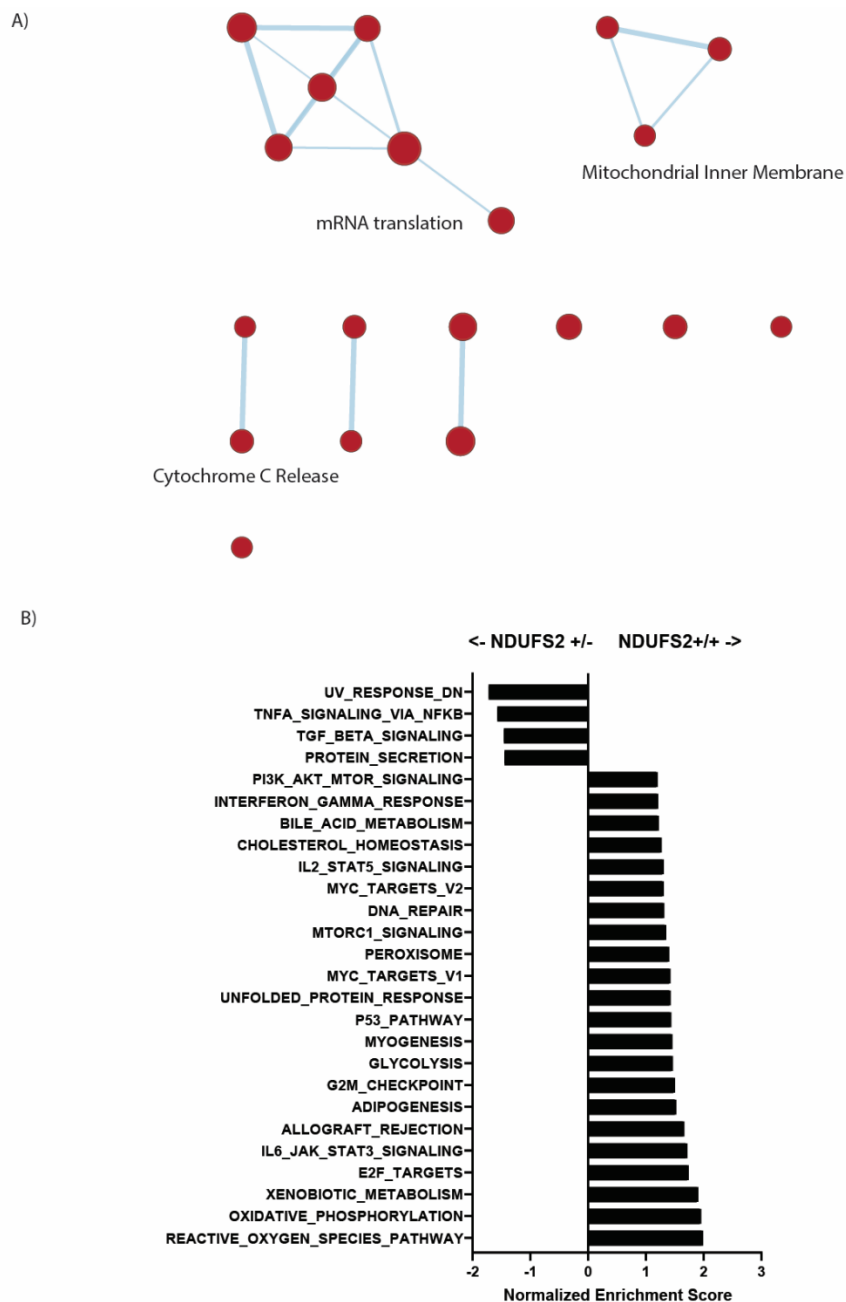 A)
Mitochondrial Inner Membrane
mRNA translation
Cytochrome C Release
B)
<- NDUFS2 +/- NDUFS2+/+ ->
UV_RESPONSE_DN
TNFA_SIGNALING_VIA_NFKB
TGF_BETA_SIGNALING
PROTEIN_SECRETION
PI3K_AKT_MTOR_SIGNALING
INTERFERON_GAMMA_RESPONSE
BILE_ACID_METABOLISM
CHOLESTEROL_HOMEOSTASIS
IL2_STAT5_SIGNALING
MYC_TARGETS_V2
DNA_REPAIR
MTORC1_SIGNALING
PEROXISOME
MYC_TARGETS_V1
UNFOLDED_PROTEIN_RESPONSE
P53_PATHWAY
MYOGENESIS
GLYCOLYSIS
G2M_CHECKPOINT
ADIPOGENESIS
ALLOGRAFT_REJECTION
IL6_JAK_STAT3_SIGNALING
E2F_TARGETS
XENOBIOTIC_METABOLISM
OXIDATIVE_PHOSPHORYLATION
REACTIVE_OXYGEN_SPECIES_PATHWAY
-2 -1 0 1 2 3
Normalized Enrichment Score